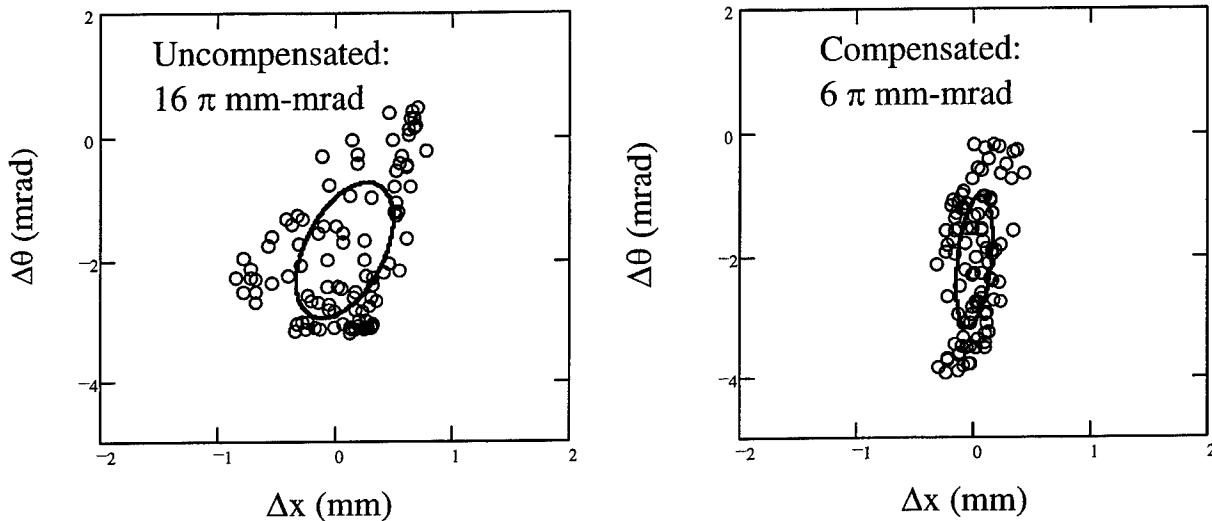 Uncompensated:
16 π mm-mrad
2
0
−2
−4
Δθ (mrad)
−2
−1
0
1
2
Δx (mm)
Compensated:
6 π mm-mrad
2
0
−2
−4
Δθ (mrad)
−2
−1
0
1
2
Δx (mm)